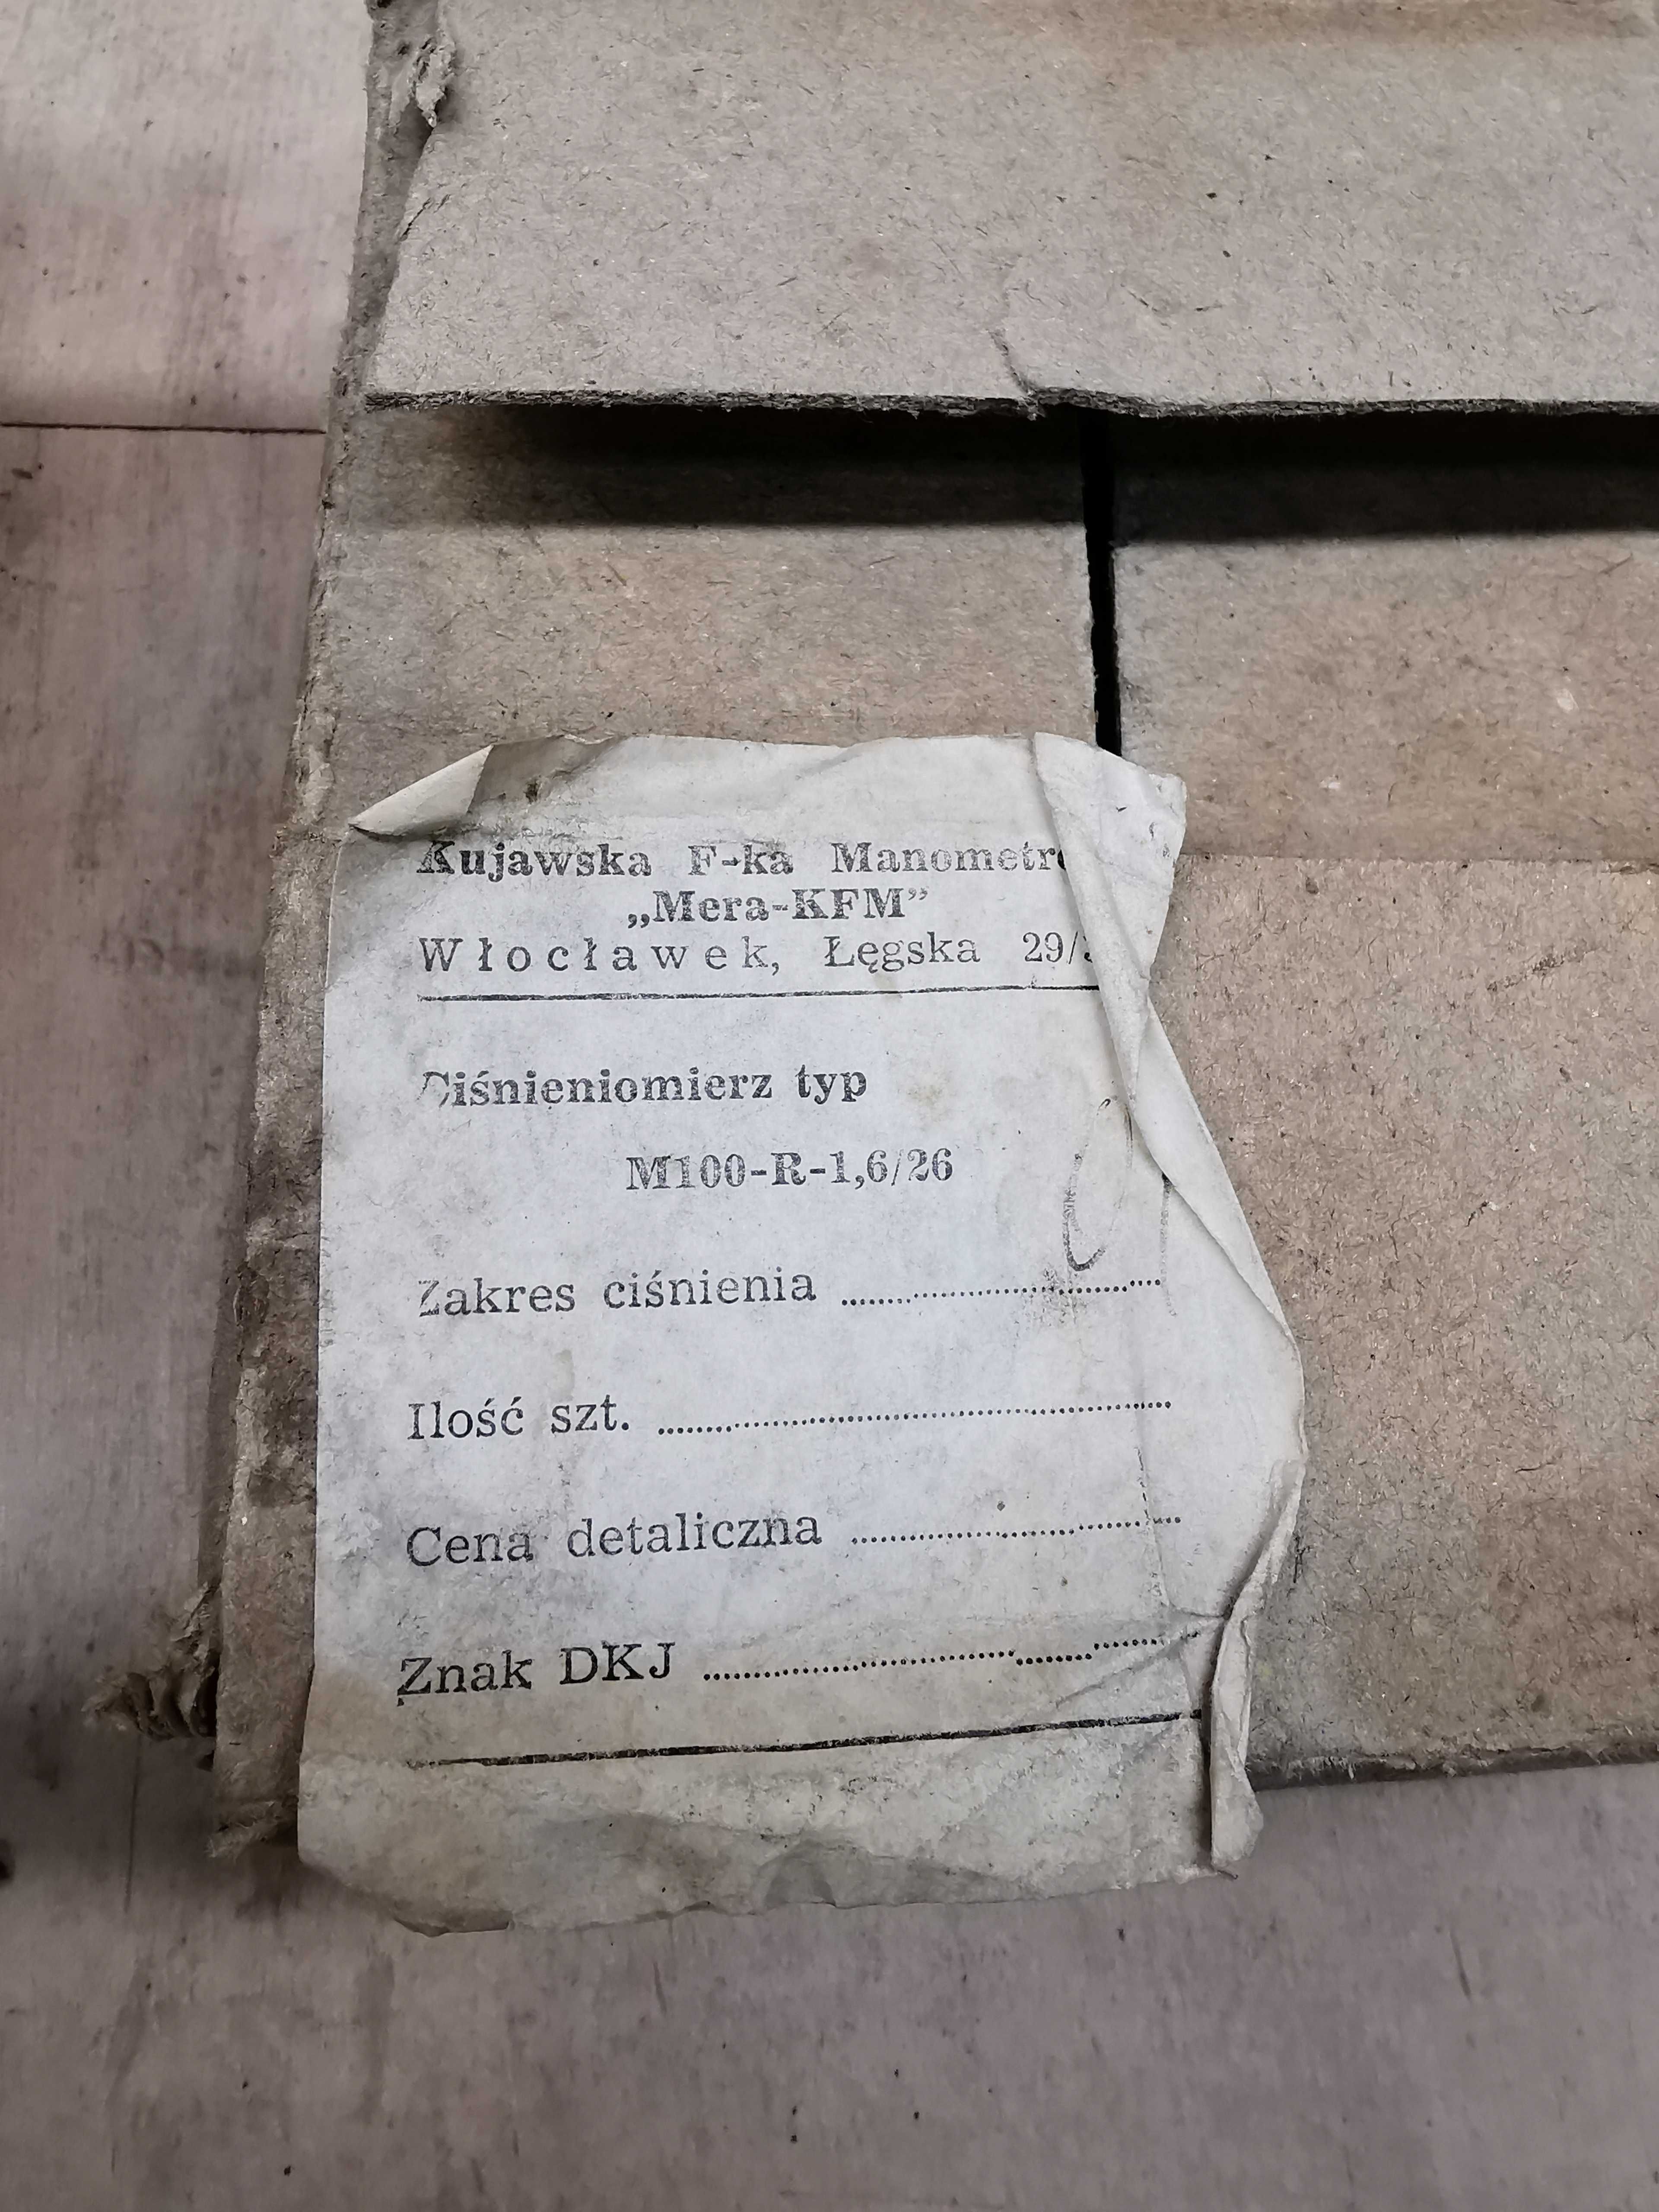 Kujawska F-ka Manometr
„Mera-KFM”
Włocławek, Łęgska 29/
Ciśnieniomierz typ
M100-R-1,6/26
Zakres ciśnienia ....................
Ilość szt. ....................
Cena detaliczna ....................
Znak DKJ ....................